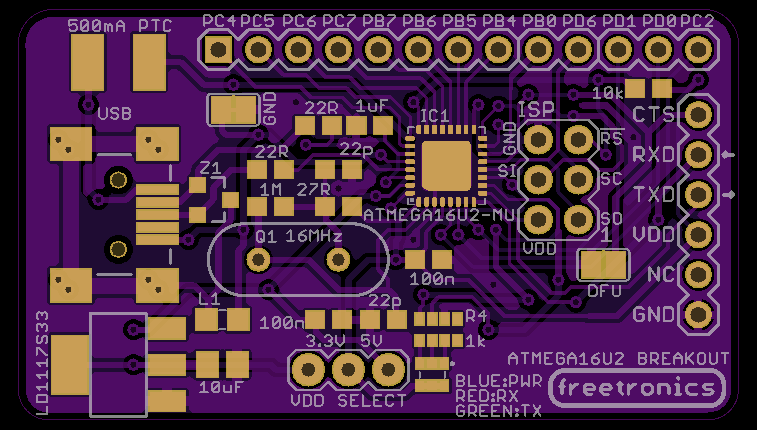 500mA PTC
PC4 PC5 PC6 PC7 PB7 PB6 PB5 PB4 PB0 PD6 PD1 PD0 PC2
10k
USB
GND
22R 1uF
IC1
GND
ISP
CTS
RS
RXD
22R 22p
Z1
SI
SC
1M 27R
TXD
ATMEGA16U2-MU
SO
1
Q1 16MHz
VDD
VDD
100n
NC
DFU
L1
22p
GND
100n
R4
3.3V 5V
1k
LD1117S33
10uF
ATMEGA16U2 BREAKOUT
VDD SELECT
BLUE:PWR
RED:RX
GREEN:TX
freetronics